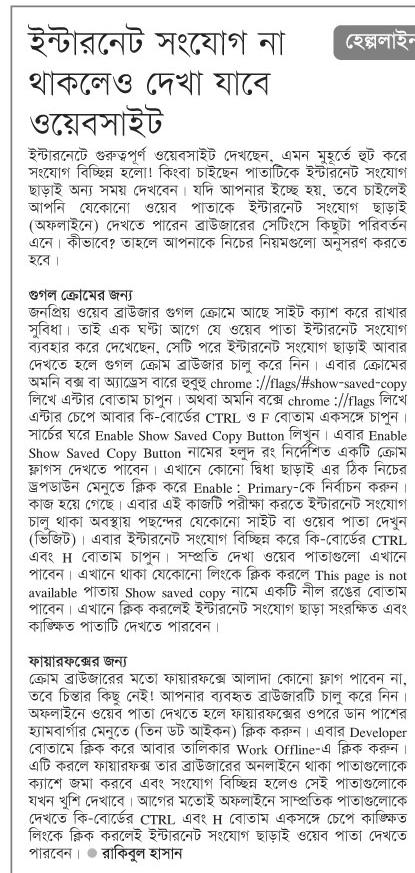 ইন্টারনেট সংযোগ না
থাকলেও দেখা যাবে
ওয়েবসাইট
হেল্পলাইন
ইন্টারনেটে গুরুত্বপূর্ণ ওয়েবসাইট দেখছেন, এমন মুহূর্তে হুট করে
সংযোগ বিচ্ছিন্ন হলো! কিংবা চাইছেন পাতাটিকে ইন্টারনেট সংযোগ
ছাড়াই অন্য সময় দেখবেন। যদি আপনার ইচ্ছে হয়, তবে চাইলেই
আপনি যেকোনো ওয়েব পাতাকে ইন্টারনেট সংযোগ ছাড়াই
(অফলাইনে) দেখতে পারেন ব্রাউজারের সেটিংসে কিছুটা পরিবর্তন
এনে। কীভাবে? তাহলে আপনাকে নিচের নিয়মগুলো অনুসরণ করতে
হবে।
গুগল ক্রোমের জন্য
জনপ্রিয় ওয়েব ব্রাউজার গুগল ক্রোমে আছে সাইট ক্যাশ করে রাখার
সুবিধা। তাই এক ঘণ্টা আগে যে ওয়েব পাতা ইন্টারনেট সংযোগ
ব্যবহার করে দেখেছেন, সেটি পরে ইন্টারনেট সংযোগ ছাড়াই আবার
দেখতে হলে গুগল ক্রোম ব্রাউজার চালু করে নিন। এবার ক্রোমের
অমনি বক্স বা অ্যাড্রেস বারে হুবহু chrome ://flags/#show-saved-copy
লিখে এন্টার বোতাম চাপুন। অথবা অমনি বক্সে chrome ://flags লিখে
এন্টার চেপে আবার কি-বোর্ডের CTRL ও F বোতাম একসঙ্গে চাপুন।
সার্চের ঘরে Enable Show Saved Copy Button লিখুন। এবার Enable
Show Saved Copy Button নামের হলুদ রং নির্দেশিত একটি ক্রোম
ফ্লাগস দেখতে পাবেন। এখানে কোনো দ্বিধা ছাড়াই এর ঠিক নিচের
ড্রপডাউন মেনুতে ক্লিক করে Enable : Primary-কে নির্বাচন করুন।
কাজ হয়ে গেছে। এবার এই কাজটি পরীক্ষা করতে ইন্টারনেট সংযোগ
চালু থাকা অবস্থায় পছন্দের যেকোনো সাইট বা ওয়েব পাতা দেখুন
(ভিজিট)। এবার ইন্টারনেট সংযোগ বিচ্ছিন্ন করে কি-বোর্ডের CTRL
এবং H বোতাম চাপুন। সম্প্রতি দেখা ওয়েব পাতাগুলো এখানে
পাবেন। এখানে থাকা যেকোনো লিংকে ক্লিক করলে This page is not
available পাতায় Show saved copy নামে একটি নীল রঙের বোতাম
পাবেন। এখানে ক্লিক করলেই ইন্টারনেট সংযোগ ছাড়া সংরক্ষিত এবং
কাঙ্ক্ষিত পাতাটি দেখতে পারবেন।
ফায়ারফক্সের জন্য
ক্রোম ব্রাউজারের মতো ফায়ারফক্সে আলাদা কোনো ফ্লাগ পাবেন না,
তবে চিন্তার কিছু নেই! আপনার ব্যবহৃত ব্রাউজারটি চালু করে নিন।
অফলাইনে ওয়েব পাতা দেখতে হলে ফায়ারফক্সের ওপরে ডান পাশের
হ্যামবার্গার মেনুতে (তিন ডট আইকন) ক্লিক করুন। এবার Developer
বোতামে ক্লিক করে আবার তালিকার Work Offline-এ ক্লিক করুন।
এটি করলে ফায়ারফক্স তার ব্রাউজারের অনলাইনে থাকা পাতাগুলোকে
ক্যাশে জমা করবে এবং সংযোগ বিচ্ছিন্ন হলেও সেই পাতাগুলোকে
যখন খুশি দেখাবে। আগের মতোই অফলাইনে সাম্প্রতিক পাতাগুলোকে
দেখতে কি-বোর্ডের CTRL এবং H বোতাম একসঙ্গে চেপে কাঙ্ক্ষিত
লিংকে ক্লিক করলেই ইন্টারনেট সংযোগ ছাড়াই ওয়েব পাতা দেখতে
পারবেন। ● রাকিবুল হাসান